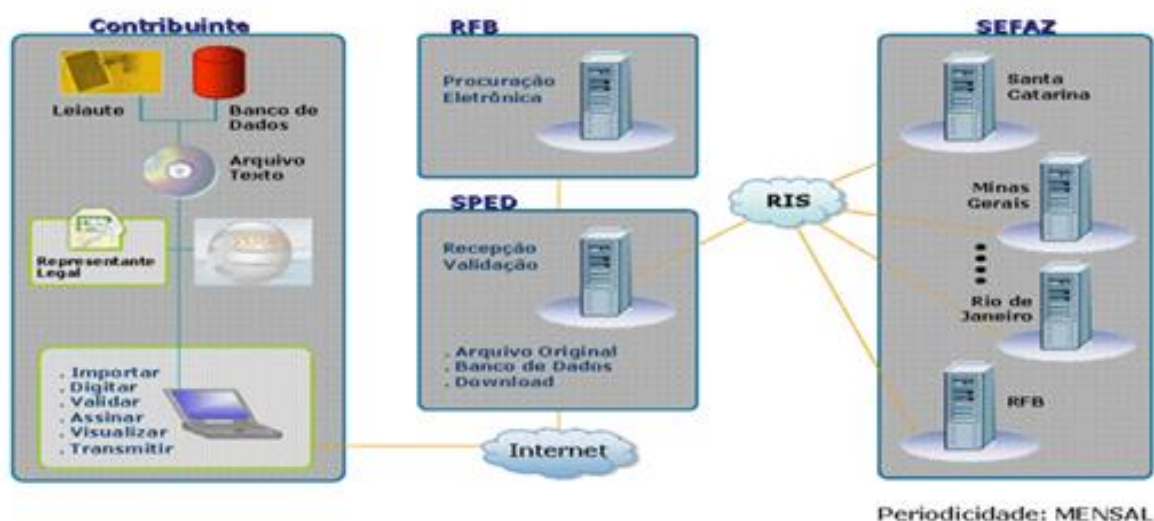 Contribuinte
Leiaute
Banco de
Dados
Arquivo
Texto
Representante
Legal
. Importar
. Digitar
. Validar
. Assinar
. Visualizar
. Transmitir
RFB
Procuração
Eletrônica
SPED
Recepção
Validação
. Arquivo Original
. Banco de Dados
. Download
Internet
RIS
SEFAZ
Santa
Catarina
Minas
Gerais
Rio de
Janeiro
RFB
Periodicidade: MENSAL